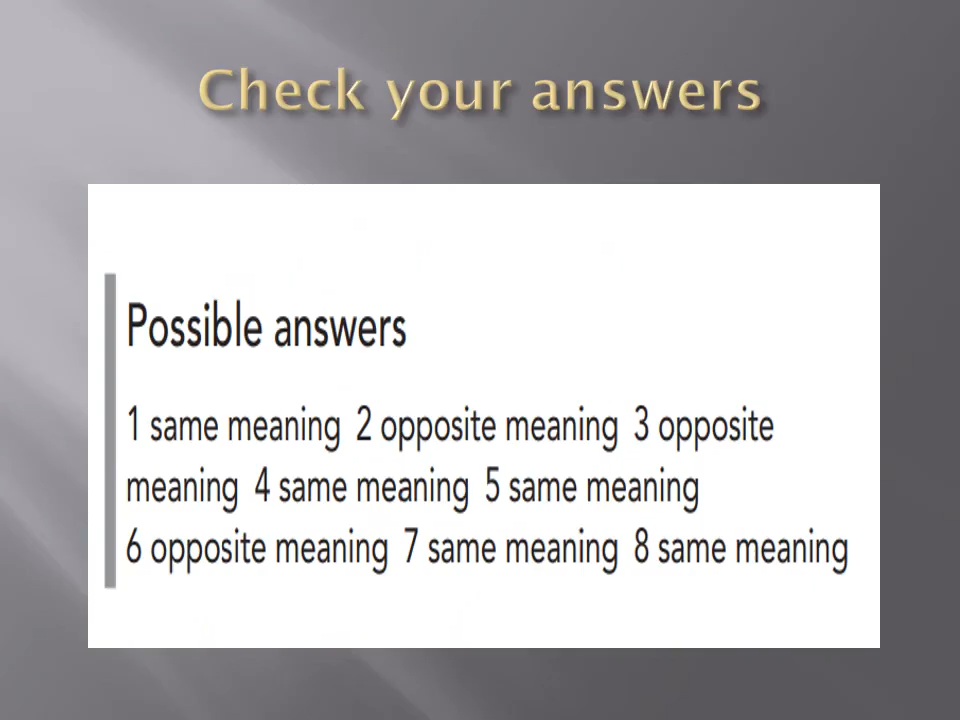 Check your answers
Possible answers
1 same meaning 2 opposite meaning 3 opposite
meaning 4 same meaning 5 same meaning
6 opposite meaning 7 same meaning 8 same meaning